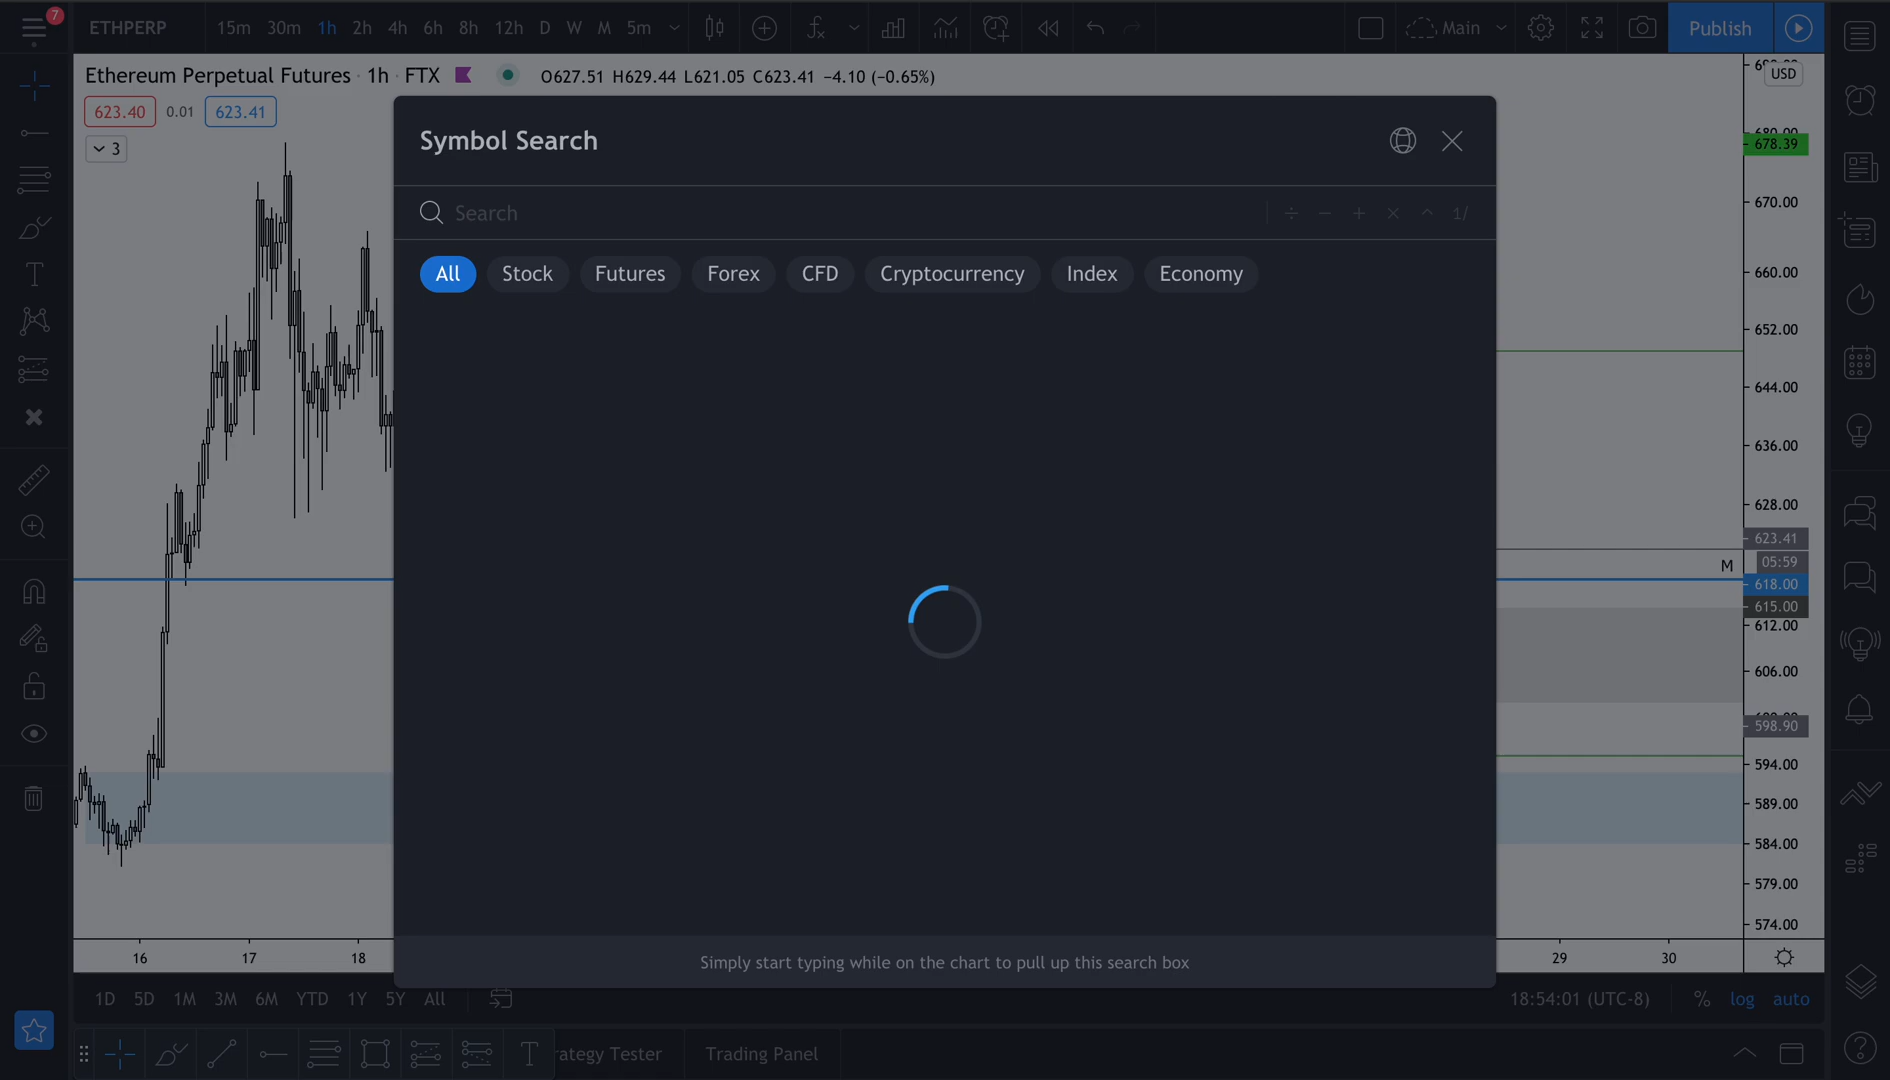 7
ETHPERP 15m 30m 1h 2h 4h 6h 8h 12h D W M 5m Main Publish
Ethereum Perpetual Futures · 1h · FTX O627.51 H629.44 L621.05 C623.41 −4.10 (−0.65%)
USD
623.40 0.01 623.41
3
Symbol Search
Search ÷ − + × ^ 1/
All Stock Futures Forex CFD Cryptocurrency Index Economy
Simply start typing while on the chart to pull up this search box
680.00
678.39
670.00
660.00
652.00
644.00
636.00
628.00
623.41
05:59
M
618.00
615.00
612.00
606.00
598.90
594.00
589.00
584.00
579.00
574.00
16 17 18 29 30
1D 5D 1M 3M 6M YTD 1Y 5Y All 18:54:01 (UTC-8) % log auto
T rategy Tester Trading Panel